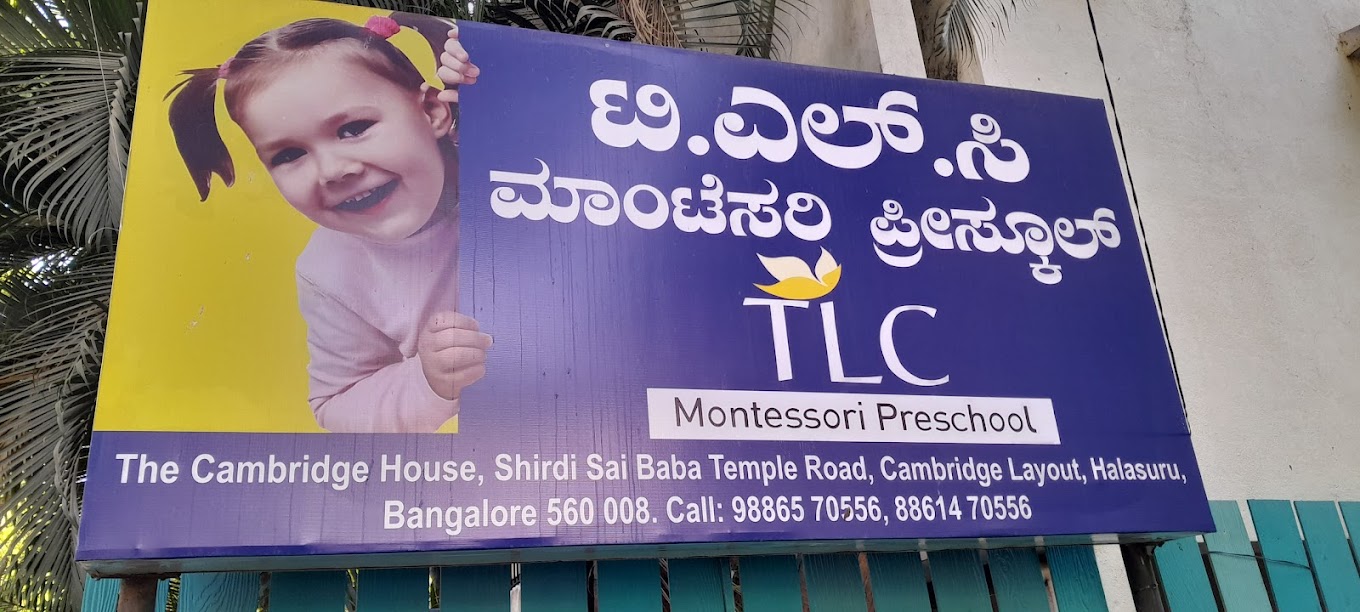 ಟಿ.ಎಲ್.ಸಿ
ಮಾಂಟೆಸರಿ ಪ್ರೀಸ್ಕೂಲ್
TLC
Montessori Preschool
The Cambridge House, Shirdi Sai Baba Temple Road, Cambridge Layout, Halasuru,
Bangalore 560 008. Call: 98865 70556, 88614 70556